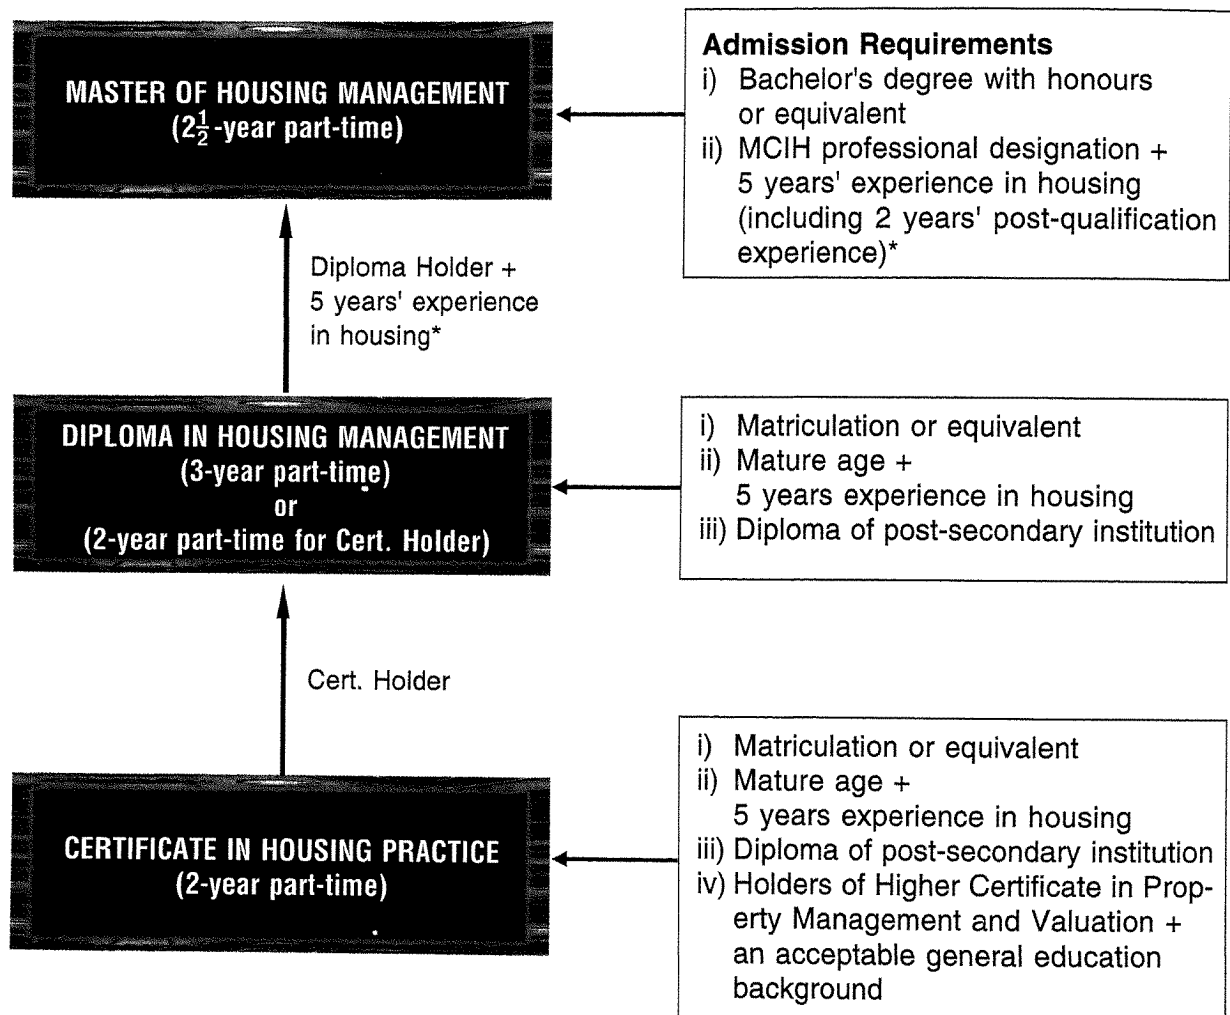 MASTER OF HOUSING MANAGEMENT
(2½-year part-time)
Admission Requirements
i) Bachelor's degree with honours
or equivalent
ii) MCIH professional designation +
5 years' experience in housing
(including 2 years' post-qualification
experience)*
Diploma Holder +
5 years' experience
in housing*
DIPLOMA IN HOUSING MANAGEMENT
(3-year part-time)
or
(2-year part-time for Cert. Holder)
i) Matriculation or equivalent
ii) Mature age +
5 years experience in housing
iii) Diploma of post-secondary institution
Cert. Holder
CERTIFICATE IN HOUSING PRACTICE
(2-year part-time)
i) Matriculation or equivalent
ii) Mature age +
5 years experience in housing
iii) Diploma of post-secondary institution
iv) Holders of Higher Certificate in Prop-
erty Management and Valuation +
an acceptable general education
background